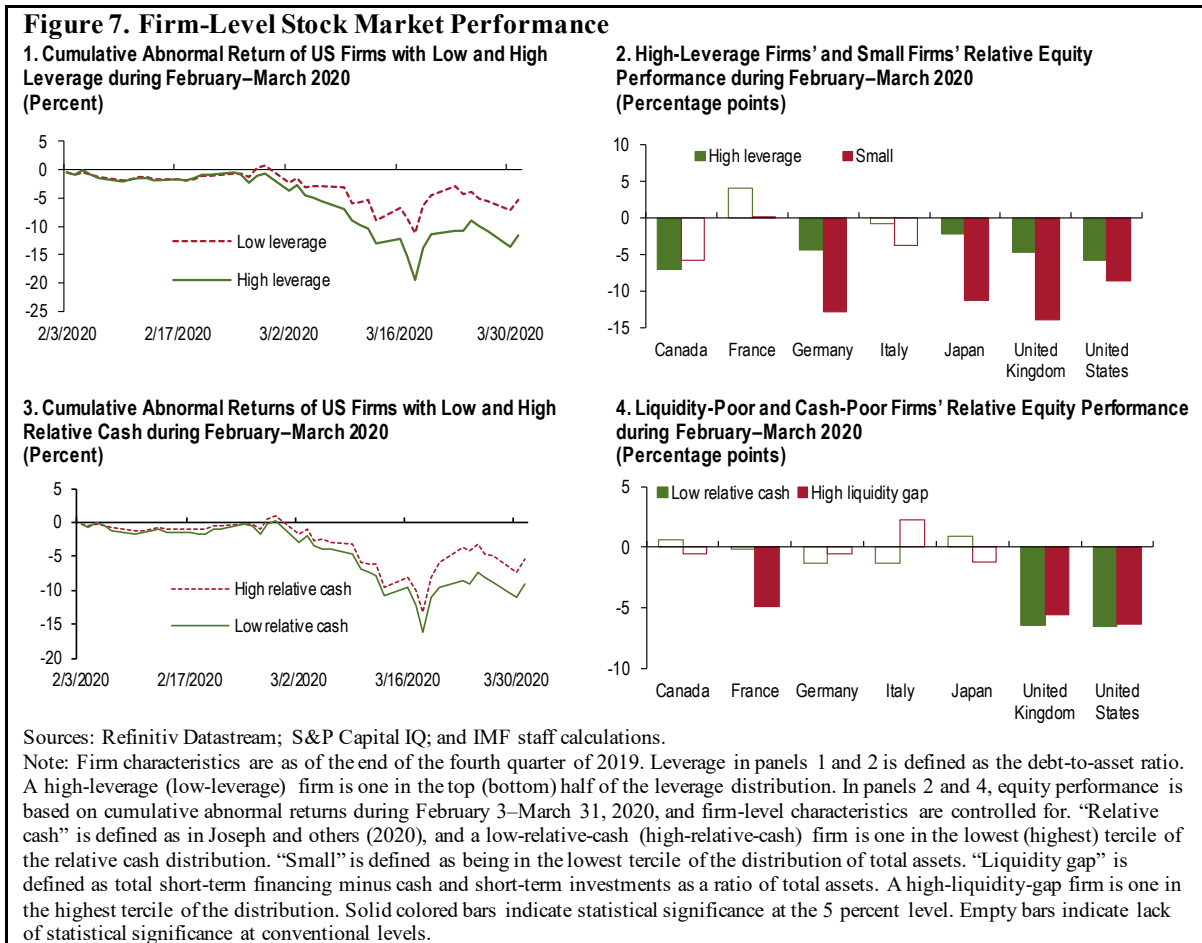 Figure 7. Firm-Level Stock Market Performance
1. Cumulative Abnormal Return of US Firms with Low and High
Leverage during February–March 2020
(Percent)
5
0
-5
-10
-15
-20
-25
Low leverage
High leverage
2/3/2020 2/17/2020 3/2/2020 3/16/2020 3/30/2020
2. High-Leverage Firms' and Small Firms' Relative Equity
Performance during February–March 2020
(Percentage points)
10
5
0
-5
-10
-15
High leverage Small
Canada France Germany Italy Japan United United
Kingdom States
3. Cumulative Abnormal Returns of US Firms with Low and High
Relative Cash during February–March 2020
(Percent)
5
0
-5
-10
-15
-20
High relative cash
Low relative cash
2/3/2020 2/17/2020 3/2/2020 3/16/2020 3/30/2020
4. Liquidity-Poor and Cash-Poor Firms' Relative Equity Performance
during February–March 2020
(Percentage points)
5
0
-5
-10
Low relative cash High liquidity gap
Canada France Germany Italy Japan United United
Kingdom States
Sources: Refinitiv Datastream; S&P Capital IQ; and IMF staff calculations.
Note: Firm characteristics are as of the end of the fourth quarter of 2019. Leverage in panels 1 and 2 is defined as the debt-to-asset ratio.
A high-leverage (low-leverage) firm is one in the top (bottom) half of the leverage distribution. In panels 2 and 4, equity performance is
based on cumulative abnormal returns during February 3–March 31, 2020, and firm-level characteristics are controlled for. “Relative
cash” is defined as in Joseph and others (2020), and a low-relative-cash (high-relative-cash) firm is one in the lowest (highest) tercile of
the relative cash distribution. “Small” is defined as being in the lowest tercile of the distribution of total assets. “Liquidity gap” is
defined as total short-term financing minus cash and short-term investments as a ratio of total assets. A high-liquidity-gap firm is one in
the highest tercile of the distribution. Solid colored bars indicate statistical significance at the 5 percent level. Empty bars indicate lack
of statistical significance at conventional levels.